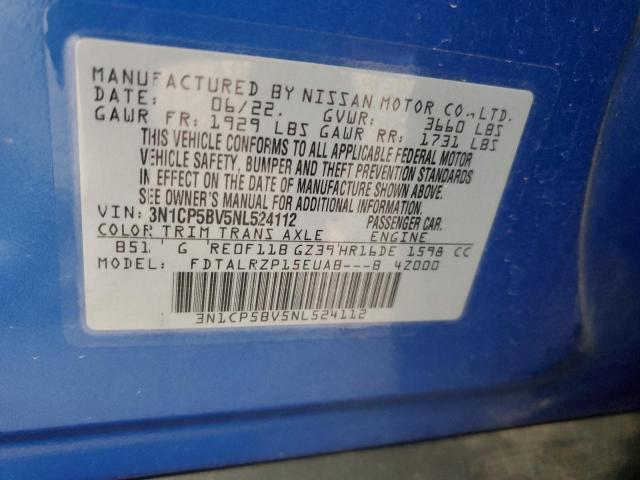 MANUFACTURED BY NISSAN MOTOR CO.,LTD.
DATE: 06/22. GVWR: 3660 LBS
GAWR FR: 1929 LBS GAWR RR: 1731 LBS
THIS VEHICLE CONFORMS TO ALL APPLICABLE FEDERAL MOTOR
VEHICLE SAFETY, BUMPER AND THEFT PREVENTION STANDARDS
IN EFFECT ON THE DATE OF MANUFACTURE SHOWN ABOVE.
SEE OWNER'S MANUAL FOR ADDITIONAL INFORMATION.
VIN: 3N1CP5BV5NL524112 PASSENGER CAR.
COLOR TRIM TRANS AXLE ENGINE
B51 G RE0F11B GZ39 HR16DE 1598 CC
MODEL: FDTALRZP15EUAB---B 4Z000
3N1CP5BV5NL524112